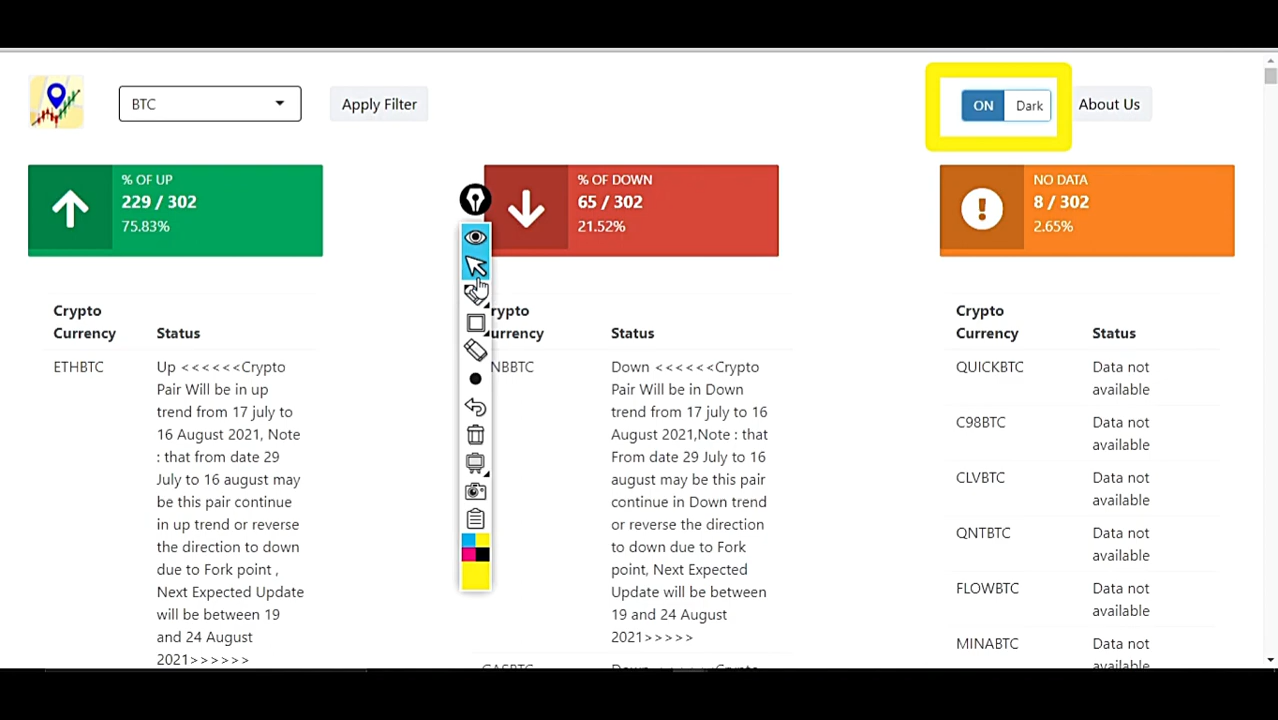 BTC
Apply Filter
ON
Dark
About Us
% OF UP
229 / 302
75.83%
% OF DOWN
65 / 302
21.52%
NO DATA
8 / 302
2.65%
Crypto
Currency
Status
ETHBTC
Up <<<<<<Crypto
Pair Will be in up
trend from 17 july to
16 August 2021, Note
: that from date 29
July to 16 august may
be this pair continue
in up trend or reverse
the direction to down
due to Fork point ,
Next Expected Update
will be between 19
and 24 August
2021>>>>>>
rypto
urrency
Status
NBBTC
Down <<<<<<Crypto
Pair Will be in Down
trend from 17 july to 16
August 2021,Note : that
From date 29 July to 16
august may be this pair
continue in Down trend
or reverse the direction
to down due to Fork
point, Next Expected
Update will be between
19 and 24 August
2021>>>>>
Crypto
Currency
Status
QUICKBTC
Data not
available
C98BTC
Data not
available
CLVBTC
Data not
available
QNTBTC
Data not
available
FLOWBTC
Data not
available
MINABTC
Data not
available